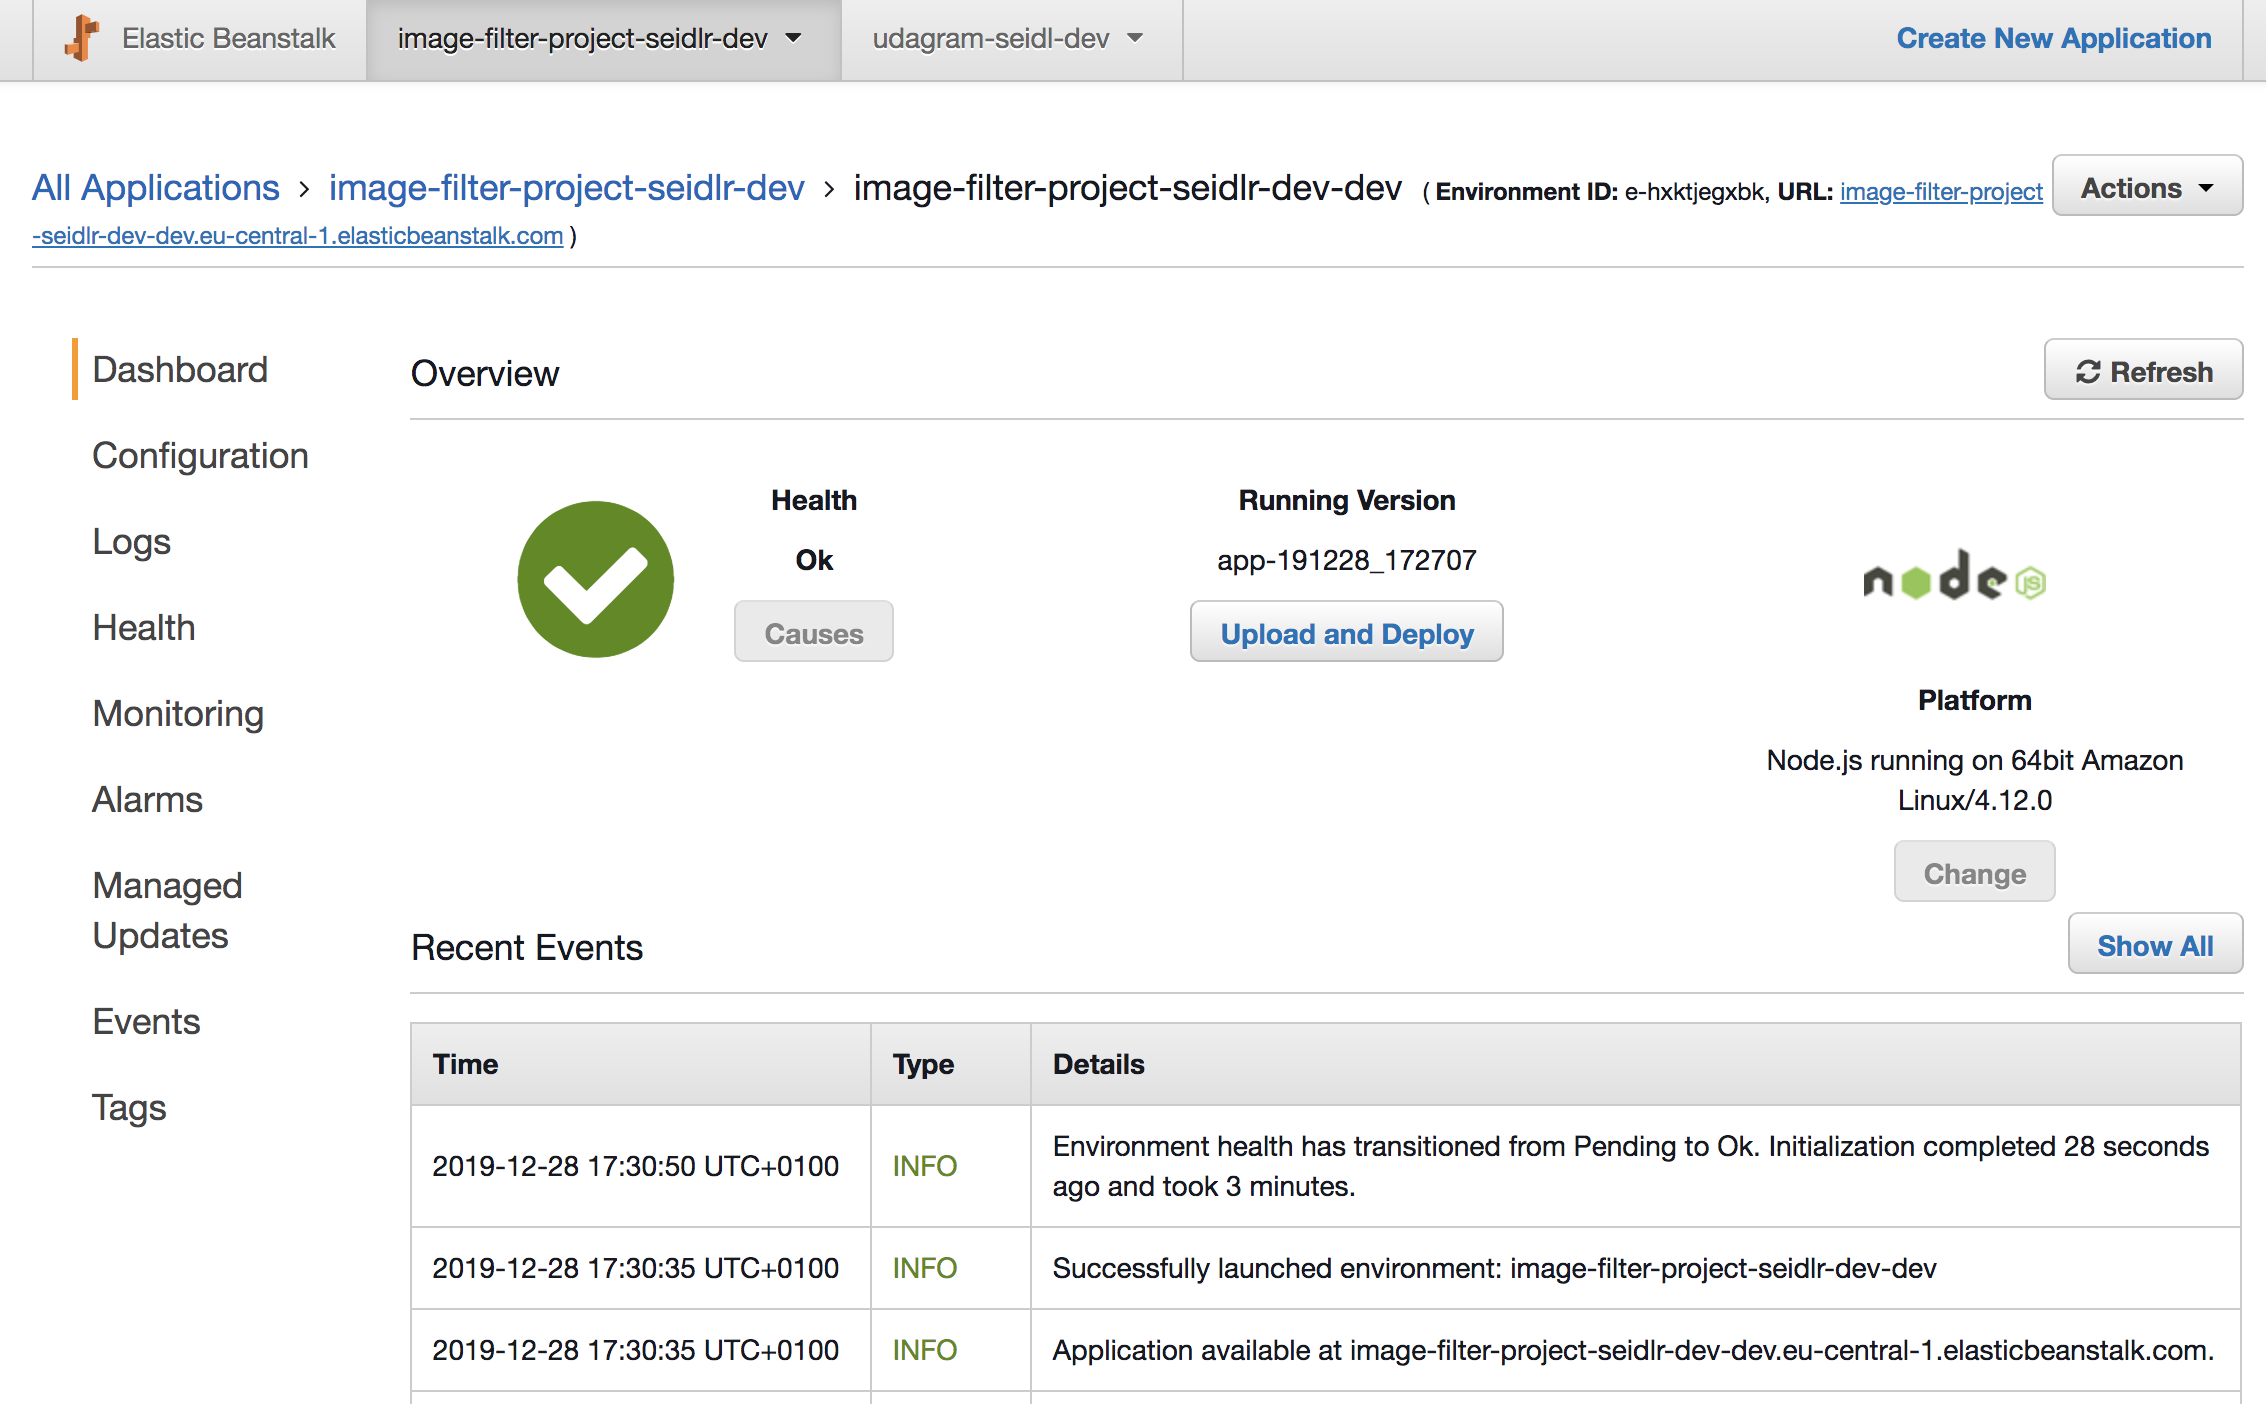 Elastic Beanstalk image-filter-project-seidlr-dev udagram-seidl-dev Create New Application
All Applications › image-filter-project-seidlr-dev › image-filter-project-seidlr-dev-dev ( Environment ID: e-hxktjegxbk, URL: image-filter-project
-seidlr-dev-dev.eu-central-1.elasticbeanstalk.com )
Actions
Dashboard
Configuration
Logs
Health
Monitoring
Alarms
Managed
Updates
Events
Tags
Overview
Refresh
Health
Ok
Causes
Running Version
app-191228_172707
Upload and Deploy
node JS
Platform
Node.js running on 64bit Amazon
Linux/4.12.0
Change
Recent Events
Show All
Time Type Details
2019-12-28 17:30:50 UTC+0100 INFO Environment health has transitioned from Pending to Ok. Initialization completed 28 seconds
ago and took 3 minutes.
2019-12-28 17:30:35 UTC+0100 INFO Successfully launched environment: image-filter-project-seidlr-dev-dev
2019-12-28 17:30:35 UTC+0100 INFO Application available at image-filter-project-seidlr-dev-dev.eu-central-1.elasticbeanstalk.com.